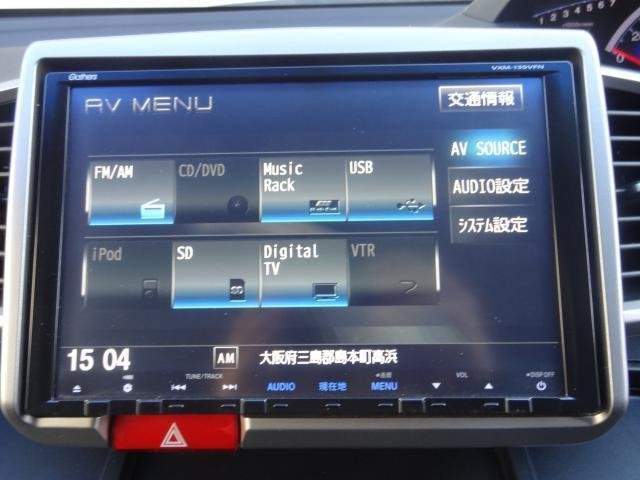 Gathers
VXM-155VFN
AV MENU
交通情報
FM/AM
CD/DVD
Music Rack
USB
AV SOURCE
AUDIO設定
iPod
SD
Digital TV
VTR
システム設定
15 04
AM
大阪府三島郡島本町高浜
TUNE/TRACK
AUDIO
現在地
MENU
VOL
DISP OFF